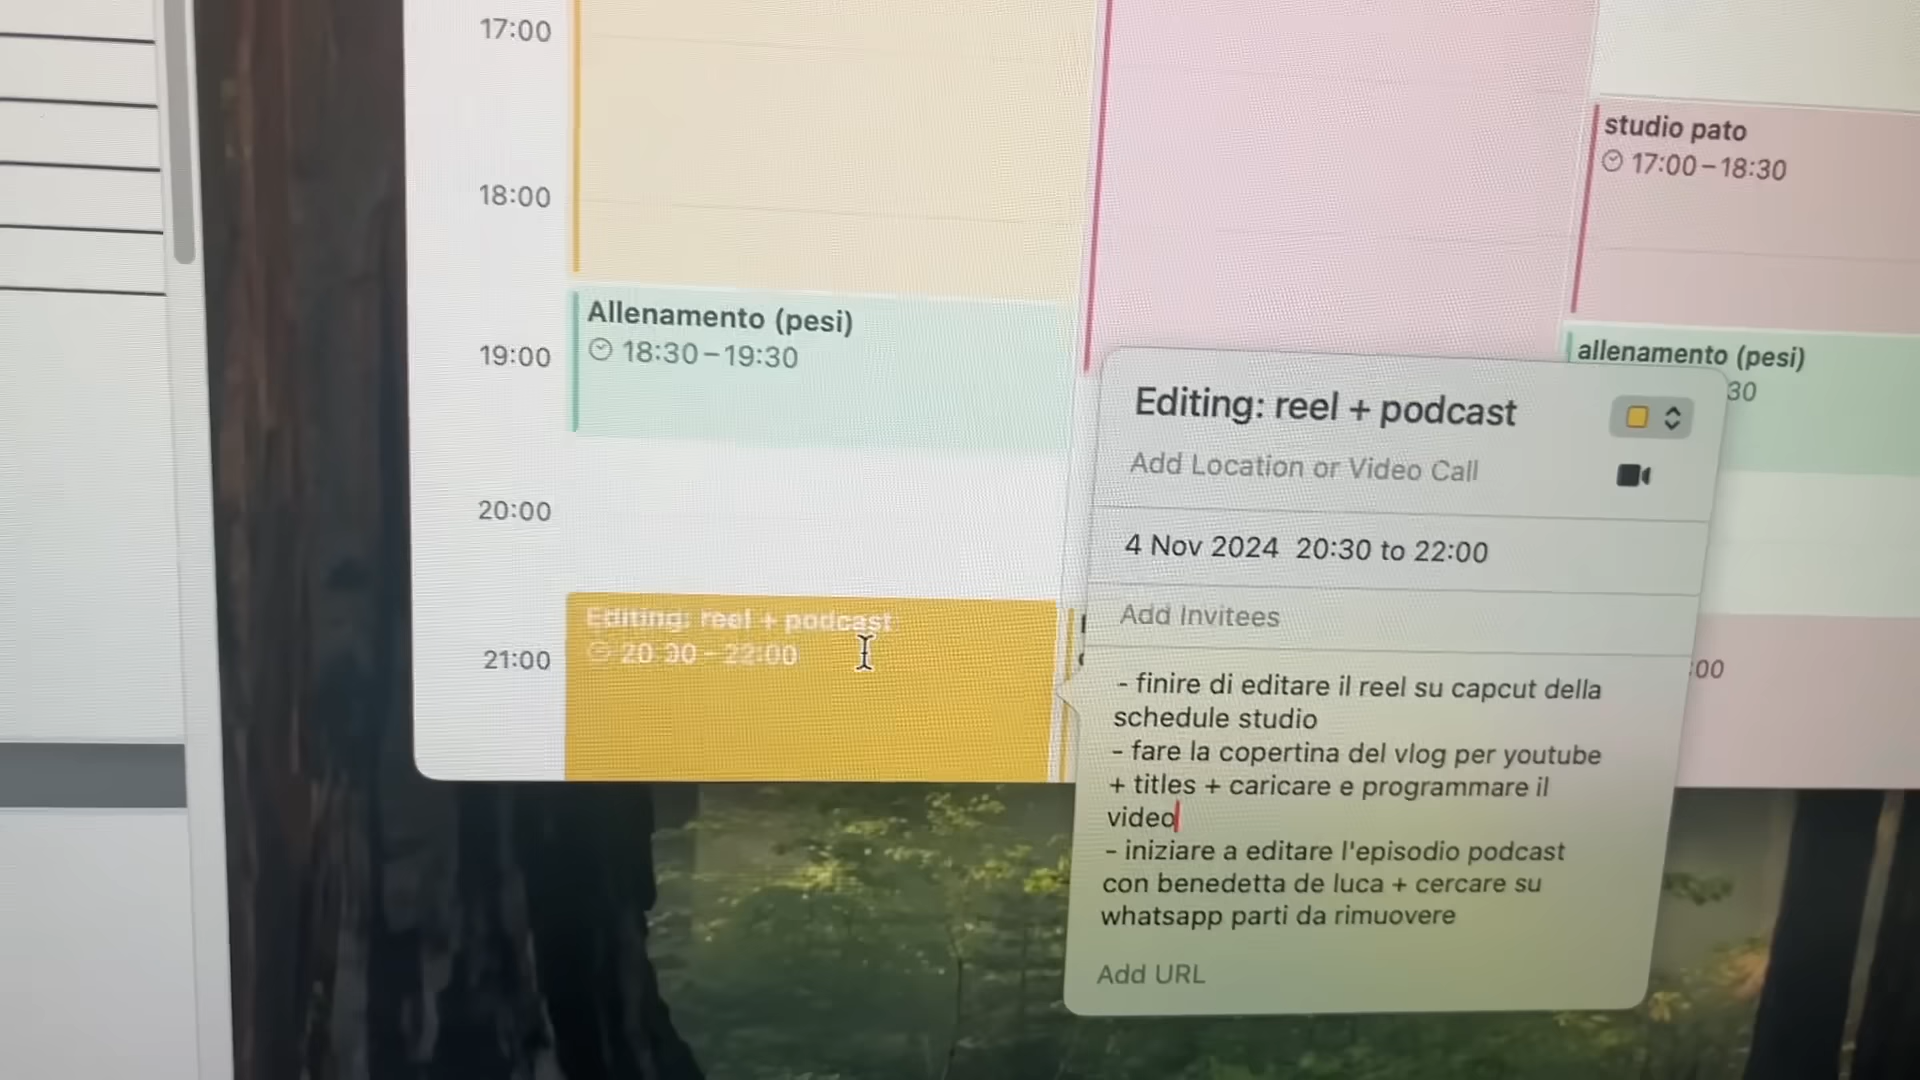 17:00
18:00
19:00
20:00
21:00
Allenamento (pesi)
18:30–19:30
Editing: reel + podcast
20:30–22:00
studio pato
17:00–18:30
allenamento (pesi)
30
:00
Editing: reel + podcast
Add Location or Video Call
4 Nov 2024 20:30 to 22:00
Add Invitees
- finire di editare il reel su capcut della
schedule studio
- fare la copertina del vlog per youtube
+ titles + caricare e programmare il
video
- iniziare a editare l'episodio podcast
con benedetta de luca + cercare su
whatsapp parti da rimuovere
Add URL